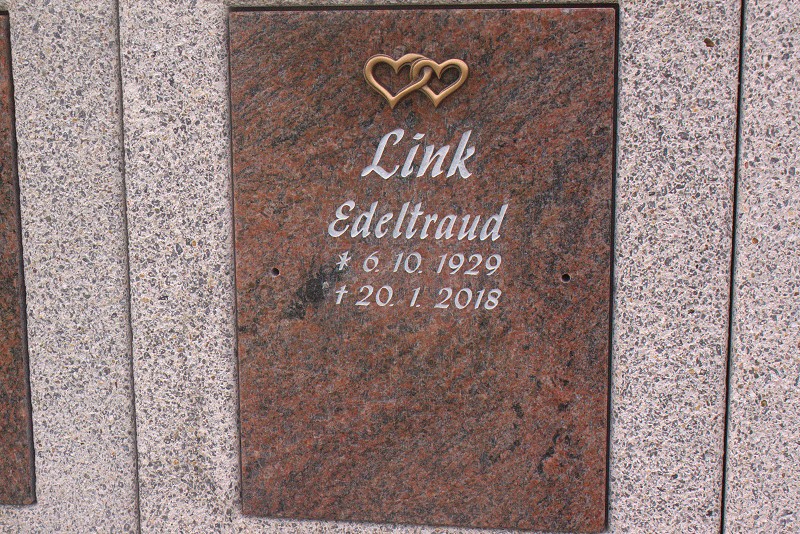 Link
Edeltraud
* 6. 10. 1929
† 20. 1. 2018